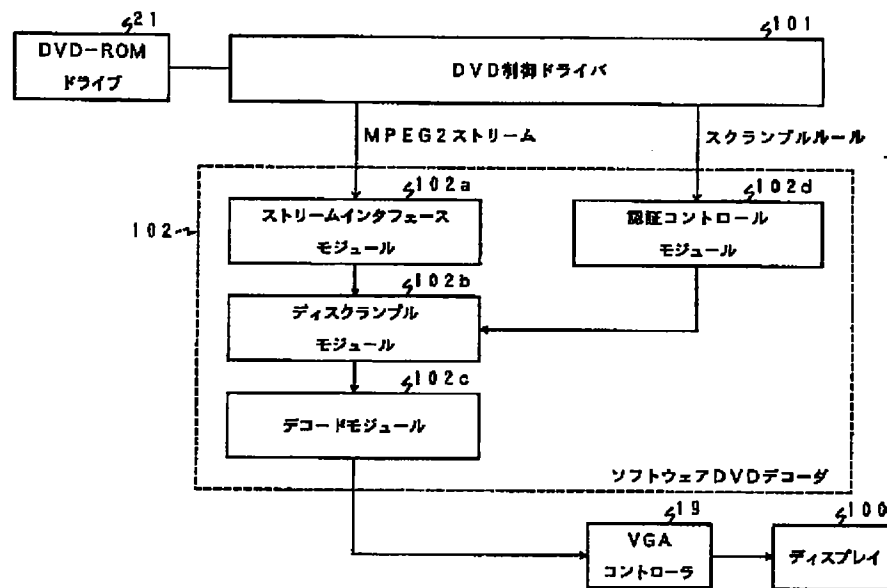 21
101
DVD-ROM
ドライブ
DVD制御ドライバ
MPEG2ストリーム
スクランブルルール
102a
102d
ストリームインタフェース
モジュール
認証コントロール
モジュール
102
102b
ディスクランブル
モジュール
102c
デコードモジュール
ソフトウェアDVDデコーダ
19
100
VGA
コントローラ
ディスプレイ